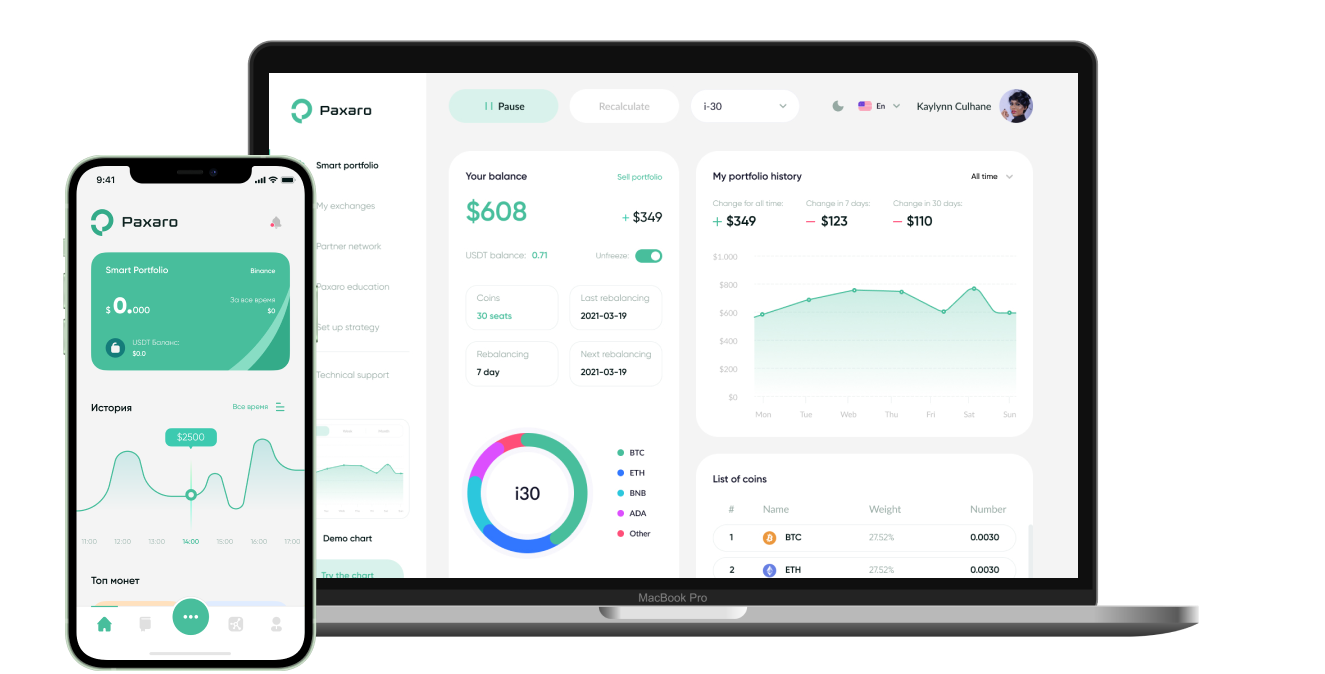 9:41
Paxaro
Smart Portfolio
Binance
$ 0.000
За все время
$0
USDT Баланс:
$0.0
История
Все время
$2500
11:00 12:00 13:00 14:00 15:00 16:00 17:00
Топ монет
Paxaro
Smart portfolio
My exchanges
Partner network
Paxaro education
Set up strategy
Technical support
Demo chart
Try the chart
Pause
Recalculate
i-30
En
Kaylynn Culhane
Your balance
Sell portfolio
$608
+ $349
USDT balance: 0.71
Unfreeze:
Coins
30 seats
Last rebalancing
2021-03-19
Rebalancing
7 day
Next rebalancing
2021-03-19
i30
BTC
ETH
BNB
ADA
Other
My portfolio history
All time
Change for all time:
+ $349
Change in 7 days:
— $123
Change in 30 days:
— $110
$1,000
$800
$600
$400
$200
$0
Mon Tue Web Thu Fri Sat Sun
List of coins
# Name Weight Number
1 BTC 27.52% 0.0030
2 ETH 27.52% 0.0030
MacBook Pro